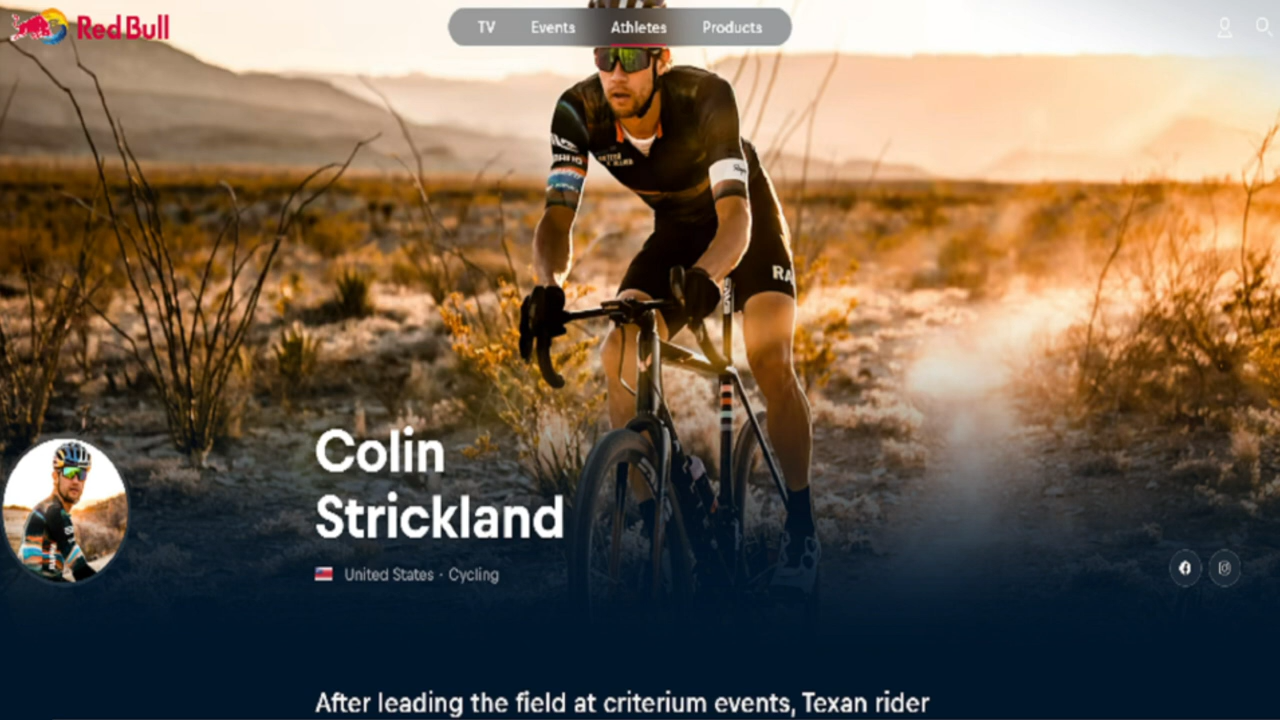 Red Bull
TV Events Athletes Products
RA
Colin
Strickland
United States · Cycling
After leading the field at criterium events, Texan rider